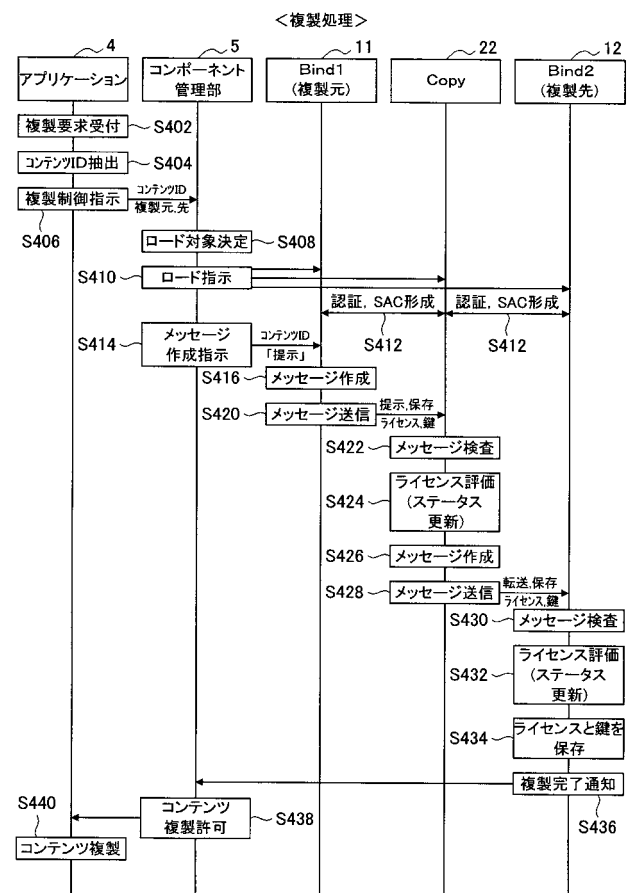 ＜複製処理＞
4
5
11
22
12
アプリケーション
コンポーネント
管理部
Bind1
(複製元)
Copy
Bind2
(複製先)
複製要求受付
S402
コンテンツID抽出
S404
複製制御指示
コンテンツID
複製元,先
S406
ロード対象決定
S408
S410
ロード指示
認証, SAC形成
認証, SAC形成
S412
S412
S414
メッセージ
作成指示
コンテンツID
「提示」
S416
メッセージ作成
S420
メッセージ送信
提示,保存
ライセンス,鍵
S422
メッセージ検査
S424
ライセンス評価
(ステータス
更新)
S426
メッセージ作成
S428
メッセージ送信
転送,保存
ライセンス,鍵
S430
メッセージ検査
S432
ライセンス評価
(ステータス
更新)
S434
ライセンスと鍵を
保存
複製完了通知
S436
コンテンツ
複製許可
S438
S440
コンテンツ複製